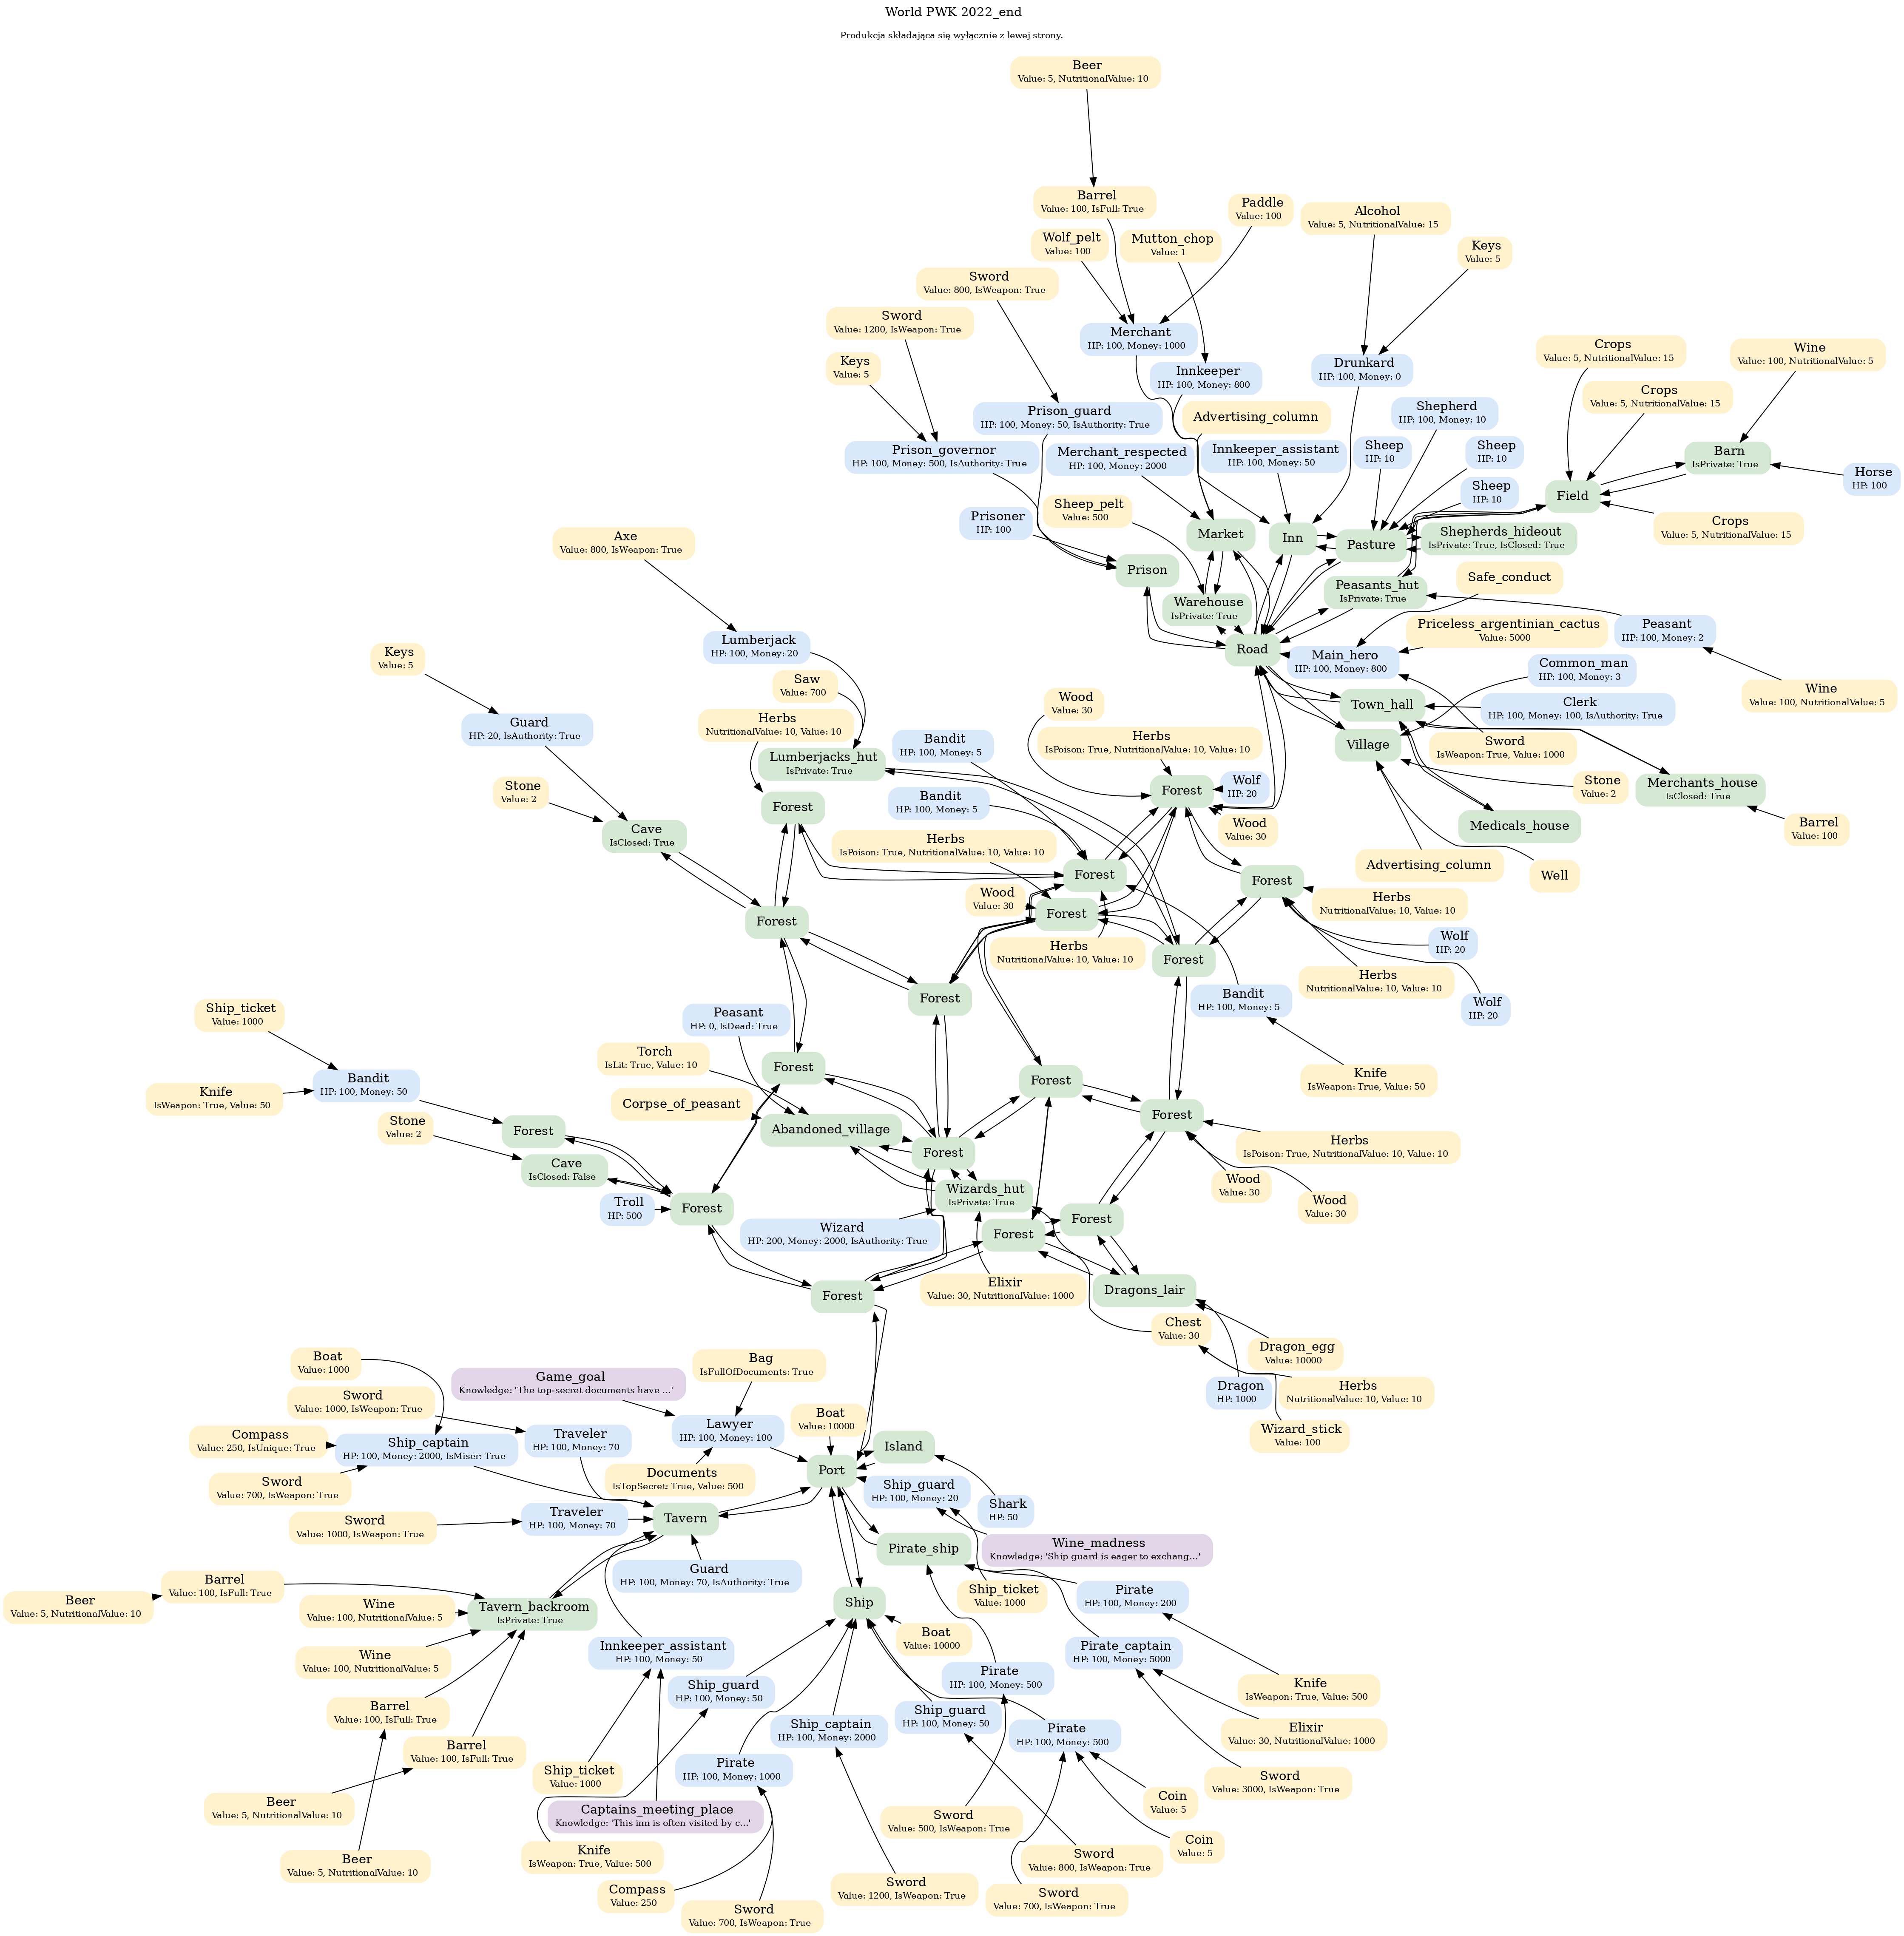 World PWK 2022_end
Produkcja składająca się wyłącznie z lewej strony.
Beer
Value: 5, NutritionalValue: 10
Barrel
Value: 100, IsFull: True
Paddle
Value: 100
Alcohol
Value: 5, NutritionalValue: 15
Wolf_pelt
Value: 100
Mutton_chop
Value: 1
Keys
Value: 5
Sword
Value: 800, IsWeapon: True
Sword
Value: 1200, IsWeapon: True
Merchant
HP: 100, Money: 1000
Keys
Value: 5
Innkeeper
HP: 100, Money: 800
Drunkard
HP: 100, Money: 0
Crops
Value: 5, NutritionalValue: 15
Wine
Value: 100, NutritionalValue: 5
Crops
Value: 5, NutritionalValue: 15
Prison_guard
HP: 100, Money: 50, IsAuthority: True
Advertising_column
Shepherd
HP: 100, Money: 10
Prison_governor
HP: 100, Money: 500, IsAuthority: True
Merchant_respected
HP: 100, Money: 2000
Innkeeper_assistant
HP: 100, Money: 50
Sheep
HP: 10
Sheep
HP: 10
Barn
IsPrivate: True
Horse
HP: 100
Sheep
HP: 10
Field
Sheep_pelt
Value: 500
Prisoner
HP: 100
Market
Inn
Pasture
Shepherds_hideout
IsPrivate: True, IsClosed: True
Crops
Value: 5, NutritionalValue: 15
Axe
Value: 800, IsWeapon: True
Prison
Peasants_hut
IsPrivate: True
Safe_conduct
Warehouse
IsPrivate: True
Lumberjack
HP: 100, Money: 20
Road
Priceless_argentinian_cactus
Value: 5000
Peasant
HP: 100, Money: 2
Keys
Value: 5
Main_hero
HP: 100, Money: 800
Common_man
HP: 100, Money: 3
Saw
Value: 700
Wood
Value: 30
Town_hall
Clerk
HP: 100, Money: 100, IsAuthority: True
Wine
Value: 100, NutritionalValue: 5
Guard
HP: 20, IsAuthority: True
Herbs
NutritionalValue: 10, Value: 10
Bandit
HP: 100, Money: 5
Herbs
IsPoison: True, NutritionalValue: 10, Value: 10
Village
Sword
IsWeapon: True, Value: 1000
Lumberjacks_hut
IsPrivate: True
Stone
Value: 2
Bandit
HP: 100, Money: 5
Forest
Wolf
HP: 20
Stone
Value: 2
Merchants_house
IsClosed: True
Forest
Cave
IsClosed: True
Wood
Value: 30
Medicals_house
Barrel
Value: 100
Herbs
IsPoison: True, NutritionalValue: 10, Value: 10
Advertising_column
Well
Forest
Forest
Wood
Value: 30
Herbs
NutritionalValue: 10, Value: 10
Forest
Forest
Herbs
NutritionalValue: 10, Value: 10
Forest
Wolf
HP: 20
Herbs
NutritionalValue: 10, Value: 10
Forest
Bandit
HP: 100, Money: 5
Wolf
HP: 20
Ship_ticket
Value: 1000
Peasant
HP: 0, IsDead: True
Torch
IsLit: True, Value: 10
Forest
Bandit
HP: 100, Money: 50
Knife
IsWeapon: True, Value: 50
Forest
Knife
IsWeapon: True, Value: 50
Corpse_of_peasant
Stone
Value: 2
Forest
Abandoned_village
Forest
Herbs
IsPoison: True, NutritionalValue: 10, Value: 10
Forest
Cave
IsClosed: False
Wizards_hut
IsPrivate: True
Wood
Value: 30
Wood
Value: 30
Troll
HP: 500
Forest
Wizard
HP: 200, Money: 2000, IsAuthority: True
Forest
Forest
Forest
Elixir
Value: 30, NutritionalValue: 1000
Dragons_lair
Chest
Value: 30
Dragon_egg
Value: 10000
Boat
Value: 1000
Game_goal
Knowledge: 'The top-secret documents have ...'
Bag
IsFullOfDocuments: True
Dragon
HP: 1000
Herbs
NutritionalValue: 10, Value: 10
Sword
Value: 1000, IsWeapon: True
Boat
Value: 10000
Lawyer
HP: 100, Money: 100
Wizard_stick
Value: 100
Compass
Value: 250, IsUnique: True
Ship_captain
HP: 100, Money: 2000, IsMiser: True
Traveler
HP: 100, Money: 70
Island
Sword
Value: 700, IsWeapon: True
Documents
IsTopSecret: True, Value: 500
Port
Ship_guard
HP: 100, Money: 20
Shark
HP: 50
Sword
Value: 1000, IsWeapon: True
Traveler
HP: 100, Money: 70
Tavern
Pirate_ship
Wine_madness
Knowledge: 'Ship guard is eager to exchang...'
Guard
HP: 100, Money: 70, IsAuthority: True
Barrel
Value: 100, IsFull: True
Ship_ticket
Value: 1000
Pirate
HP: 100, Money: 200
Beer
Value: 5, NutritionalValue: 10
Wine
Value: 100, NutritionalValue: 5
Tavern_backroom
IsPrivate: True
Ship
Boat
Value: 10000
Wine
Value: 100, NutritionalValue: 5
Innkeeper_assistant
HP: 100, Money: 50
Pirate_captain
HP: 100, Money: 5000
Ship_guard
HP: 100, Money: 50
Pirate
HP: 100, Money: 500
Knife
IsWeapon: True, Value: 500
Barrel
Value: 100, IsFull: True
Ship_captain
HP: 100, Money: 2000
Ship_guard
HP: 100, Money: 50
Pirate
HP: 100, Money: 500
Elixir
Value: 30, NutritionalValue: 1000
Barrel
Value: 100, IsFull: True
Ship_ticket
Value: 1000
Pirate
HP: 100, Money: 1000
Sword
Value: 3000, IsWeapon: True
Beer
Value: 5, NutritionalValue: 10
Captains_meeting_place
Knowledge: 'This inn is often visited by c...'
Sword
Value: 500, IsWeapon: True
Coin
Value: 5
Coin
Value: 5
Beer
Value: 5, NutritionalValue: 10
Knife
IsWeapon: True, Value: 500
Sword
Value: 800, IsWeapon: True
Compass
Value: 250
Sword
Value: 1200, IsWeapon: True
Sword
Value: 700, IsWeapon: True
Sword
Value: 700, IsWeapon: True